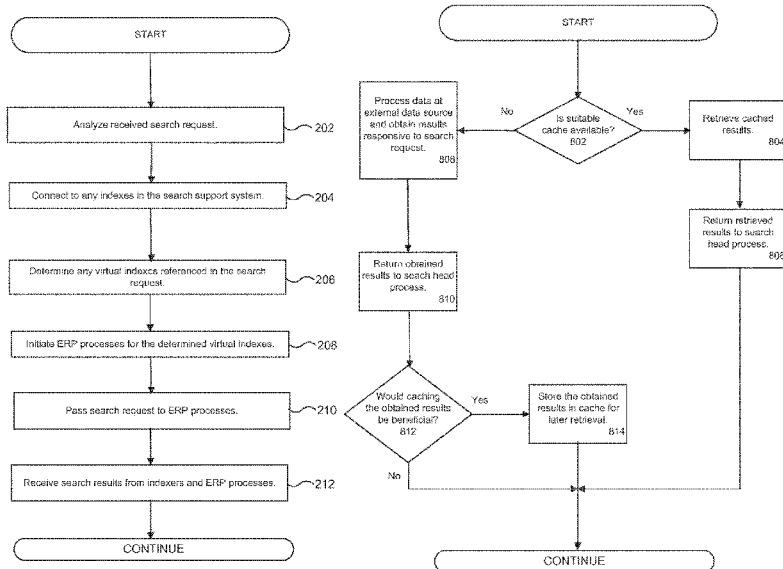 START
Analyze received search request.
202
Connect to any indexes in the search support system.
204
Determine any virtual indexes referenced in the search
request.
206
Initiate ERP processes for the determined virtual indexes.
208
Pass search request to ERP processes.
210
Receive search results from indexers and ERP processes.
212
CONTINUE
START
Is suitable
cache available?
802
No
Yes
Process data at
external data source
and obtain results
responsive to search
request.
808
Retrieve cached
results.
804
Return retrieved
results to search
head process.
806
Return obtained
results to seach head
process.
810
Would caching
the obtained results
be beneficial?
812
Yes
No
Store the obtained
results in cache for
later retrieval.
814
CONTINUE